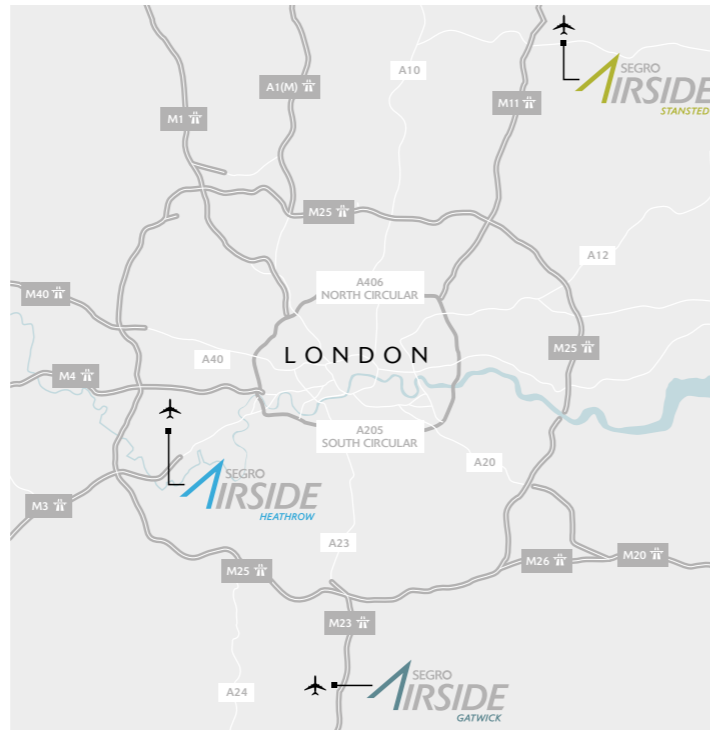 A10
SEGRO
AIRSIDE
STANSTED
A1(M)
M11
M1
M25
A12
A406
NORTH CIRCULAR
M40
M25
LONDON
A40
M4
A205
SOUTH CIRCULAR
A20
SEGRO
AIRSIDE
HEATHROW
M3
A23
M26
M20
M25
M23
SEGRO
AIRSIDE
GATWICK
A24